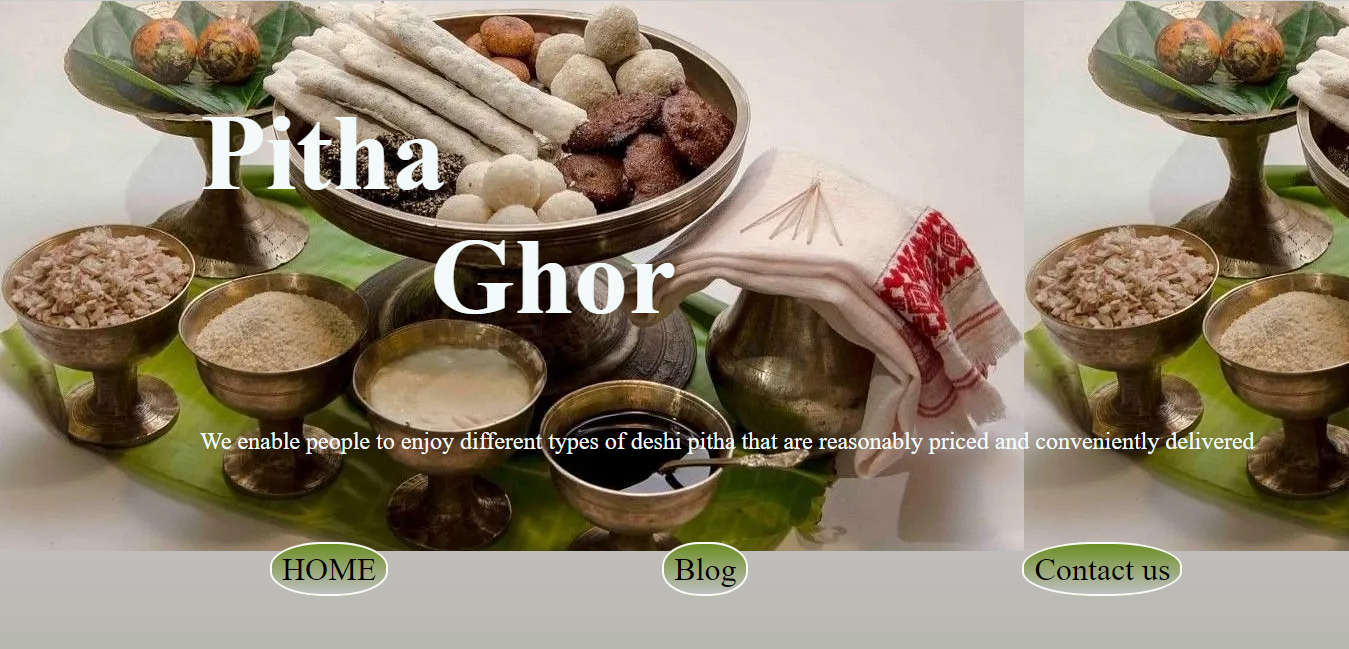 Pitha
Ghor
We enable people to enjoy different types of deshi pitha that are reasonably priced and conveniently delivered
HOME
Blog
Contact us